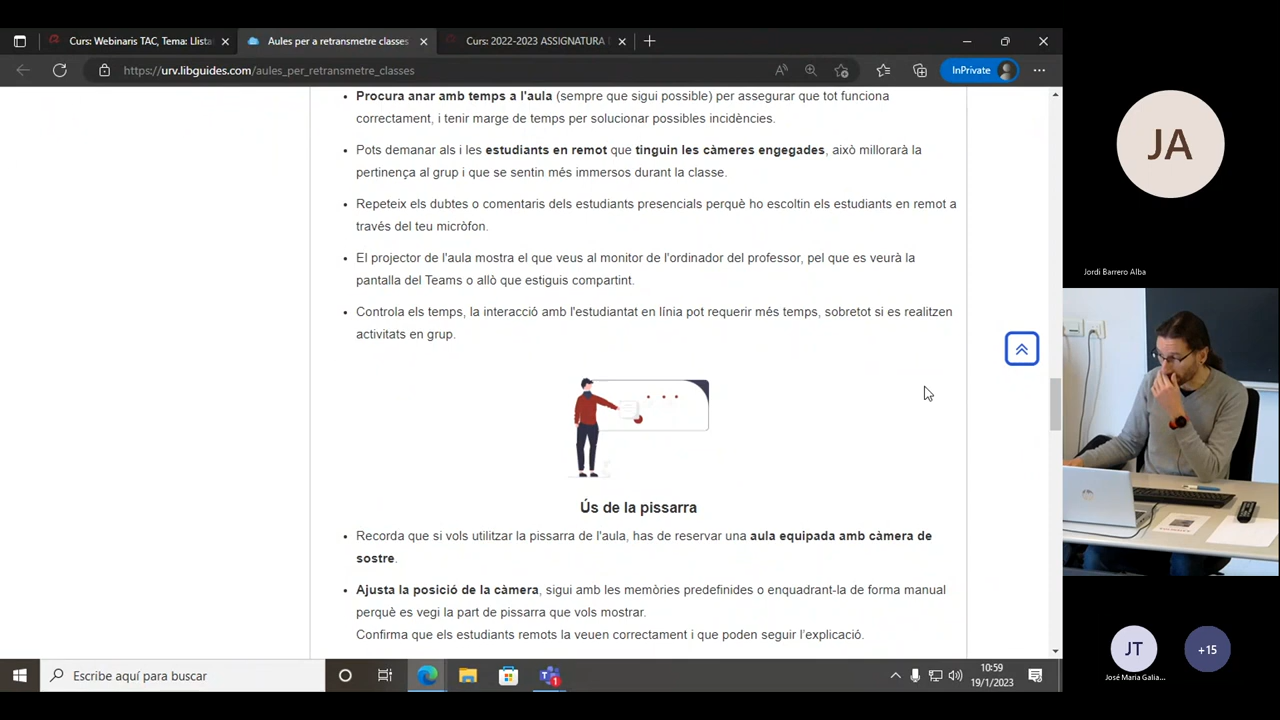 Curs: Webinaris TAC, Tema: Llista
Aules per a retransmetre classes
Curs: 2022-2023 ASSIGNATURA
https://urv.libguides.com/aules_per_retransmetre_classes
InPrivate
Procura anar amb temps a l'aula (sempre que sigui possible) per assegurar que tot funciona
correctament, i tenir marge de temps per solucionar possibles incidències.
Pots demanar als i les estudiants en remot que tinguin les càmeres engegades, això millorarà la
pertinença al grup i que se sentin més immersos durant la classe.
Repeteix els dubtes o comentaris dels estudiants presencials perquè ho escoltin els estudiants en remot a
través del teu micròfon.
El projector de l'aula mostra el que veus al monitor de l'ordinador del professor, pel que es veurà la
pantalla del Teams o allò que estiguis compartint.
Controla els temps, la interacció amb l'estudiantat en línia pot requerir més temps, sobretot si es realitzen
activitats en grup.
Ús de la pissarra
Recorda que si vols utilitzar la pissarra de l'aula, has de reservar una aula equipada amb càmera de
sostre.
Ajusta la posició de la càmera, sigui amb les memòries predefinides o enquadrant-la de forma manual
perquè es vegi la part de pissarra que vols mostrar.
Confirma que els estudiants remots la veuen correctament i que poden seguir l'explicació.
Escribe aquí para buscar
1
10:59
19/1/2023
JA
Jordi Barrero Alba
JT
+15
José Maria Galia...